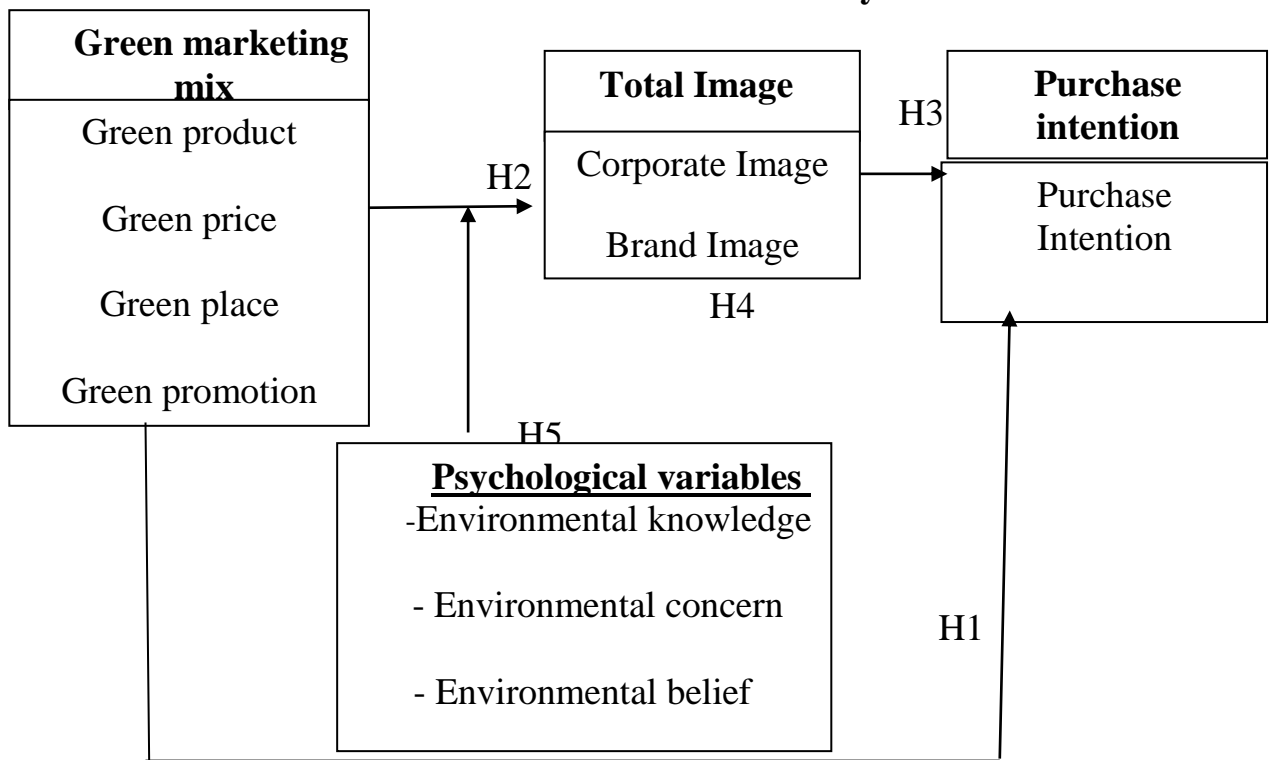 Green marketing
mix
Green product
Green price
Green place
Green promotion
H2
Total Image
Corporate Image
Brand Image
H4
H3
Purchase
intention
Purchase
Intention
H5
Psychological variables
-Environmental knowledge
- Environmental concern
- Environmental belief
H1